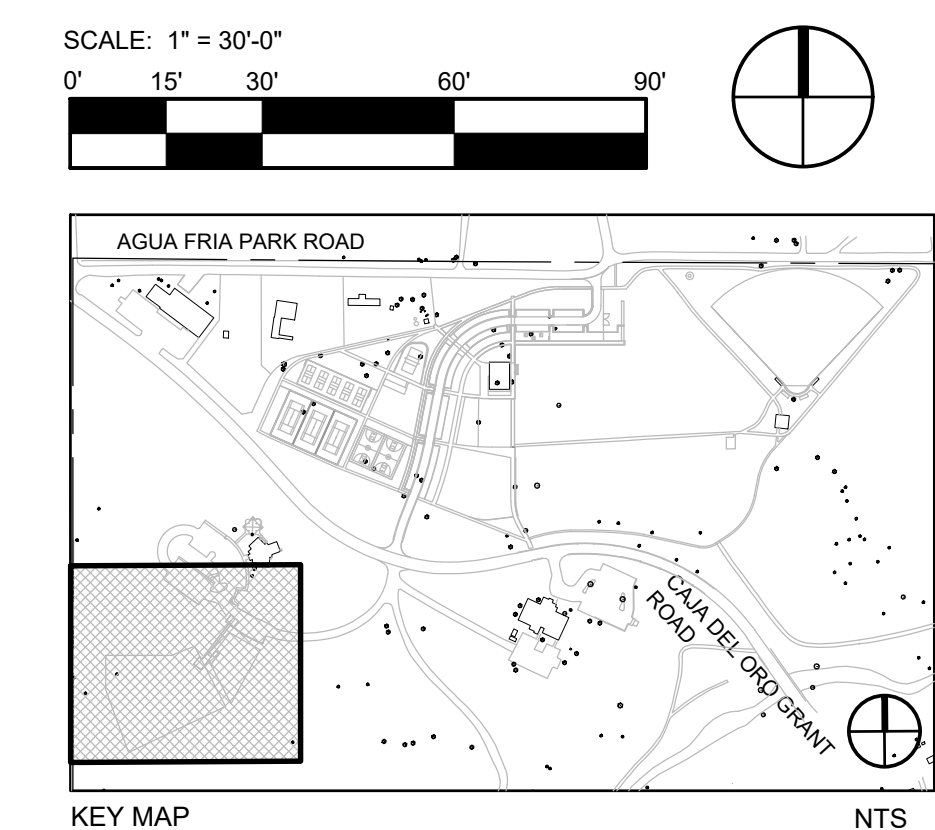 SCALE: 1" = 30'-0"
0' 15' 30' 60' 90'
AGUA FRIA PARK ROAD
CAJA DEL ORO GRANT
ROAD
KEY MAP NTS